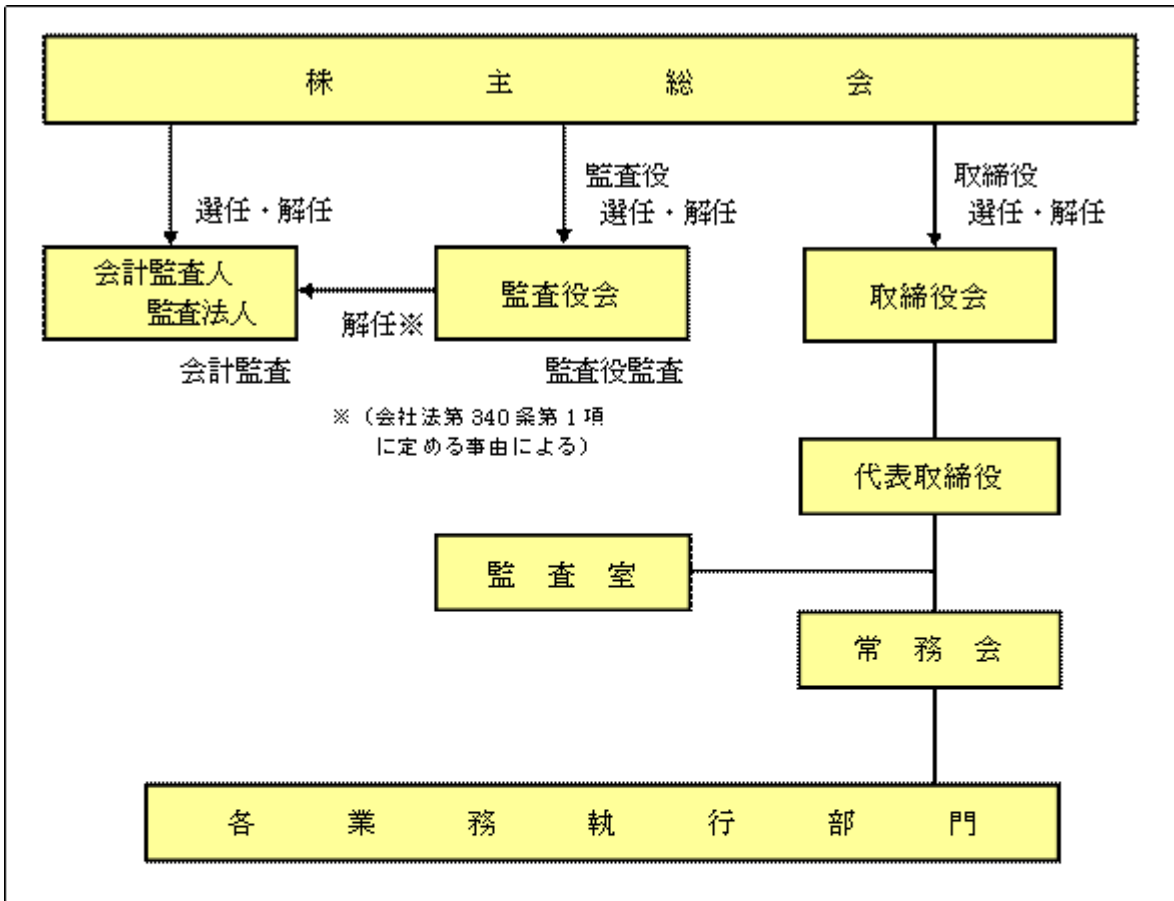 株主総会
監査役
取締役
選任・解任
選任・解任
選任・解任
会計監査人
監査法人
解任※
監査役会
取締役会
会計監査
監査役監査
※（会社法第340条第1項
に定める事由による）
代表取締役
監査室
常務会
各業務執行部門